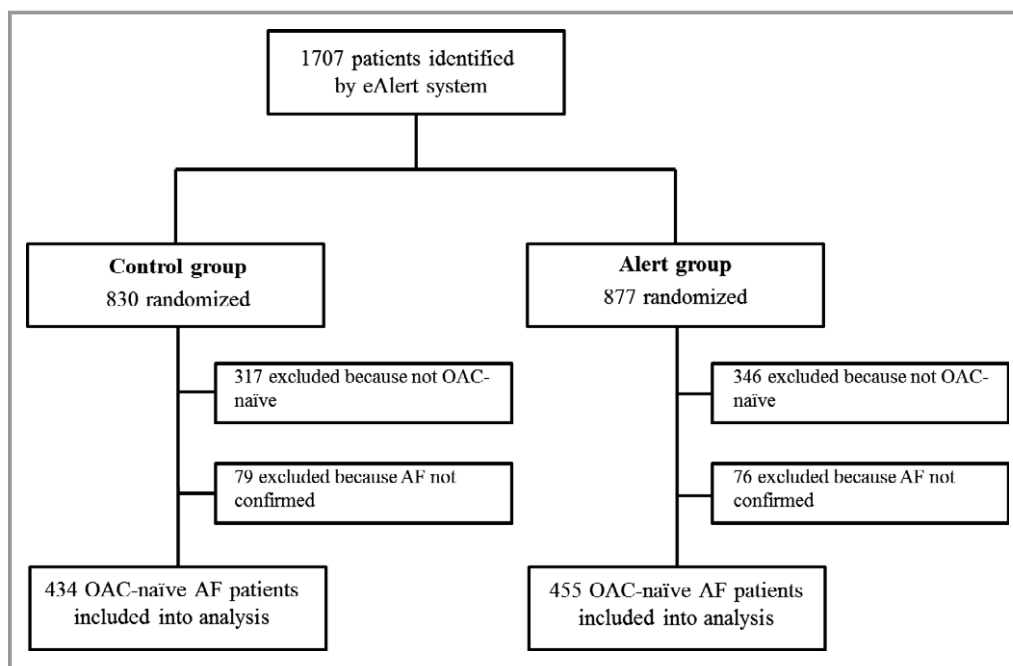 1707 patients identified
by eAlert system
Control group
830 randomized
Alert group
877 randomized
317 excluded because not OAC-
naïve
346 excluded because not OAC-
naïve
79 excluded because AF not
confirmed
76 excluded because AF not
confirmed
434 OAC-naïve AF patients
included into analysis
455 OAC-naïve AF patients
included into analysis